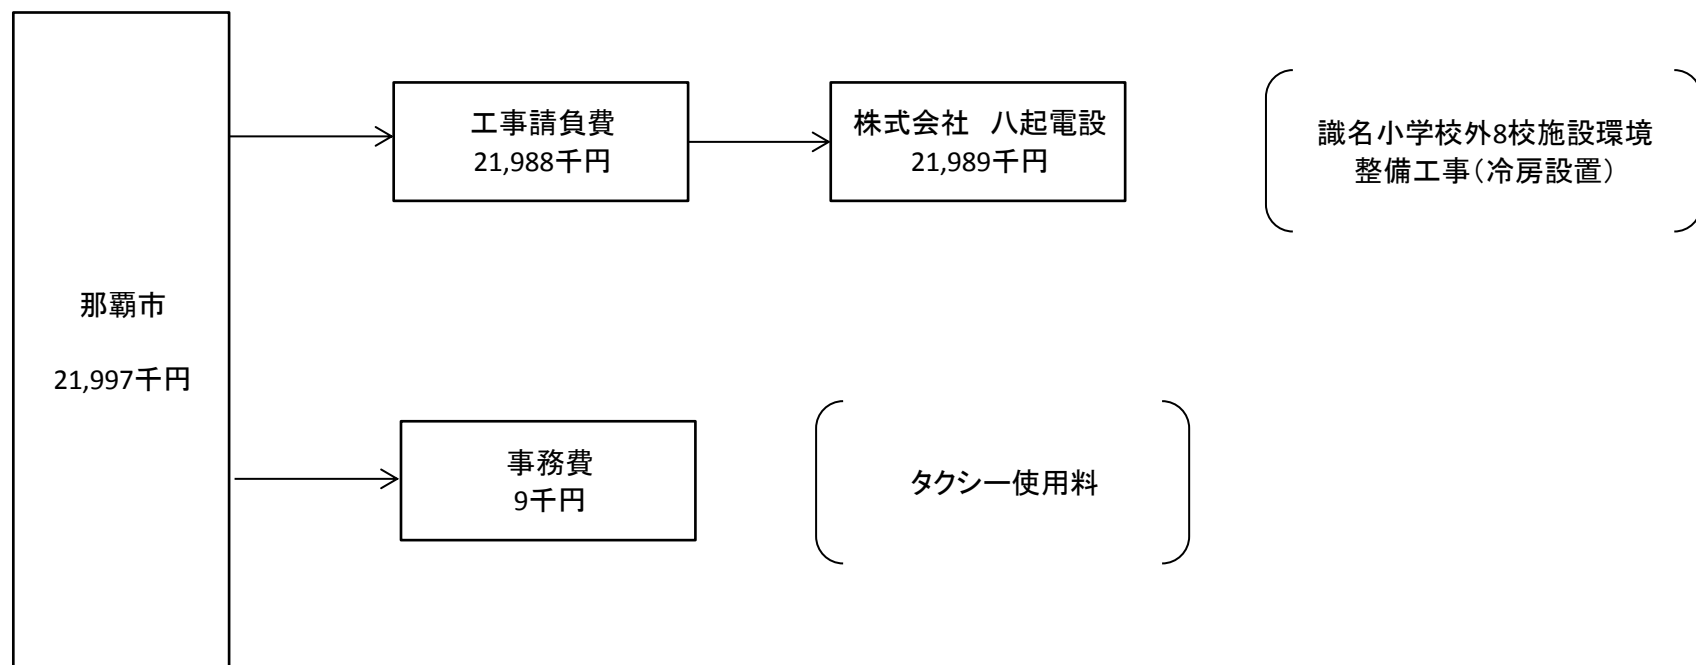 那覇市
21,997千円
工事請負費
21,988千円
株式会社　八起電設
21,989千円
識名小学校外8校施設環境
整備工事（冷房設置）
事務費
9千円
タクシー使用料